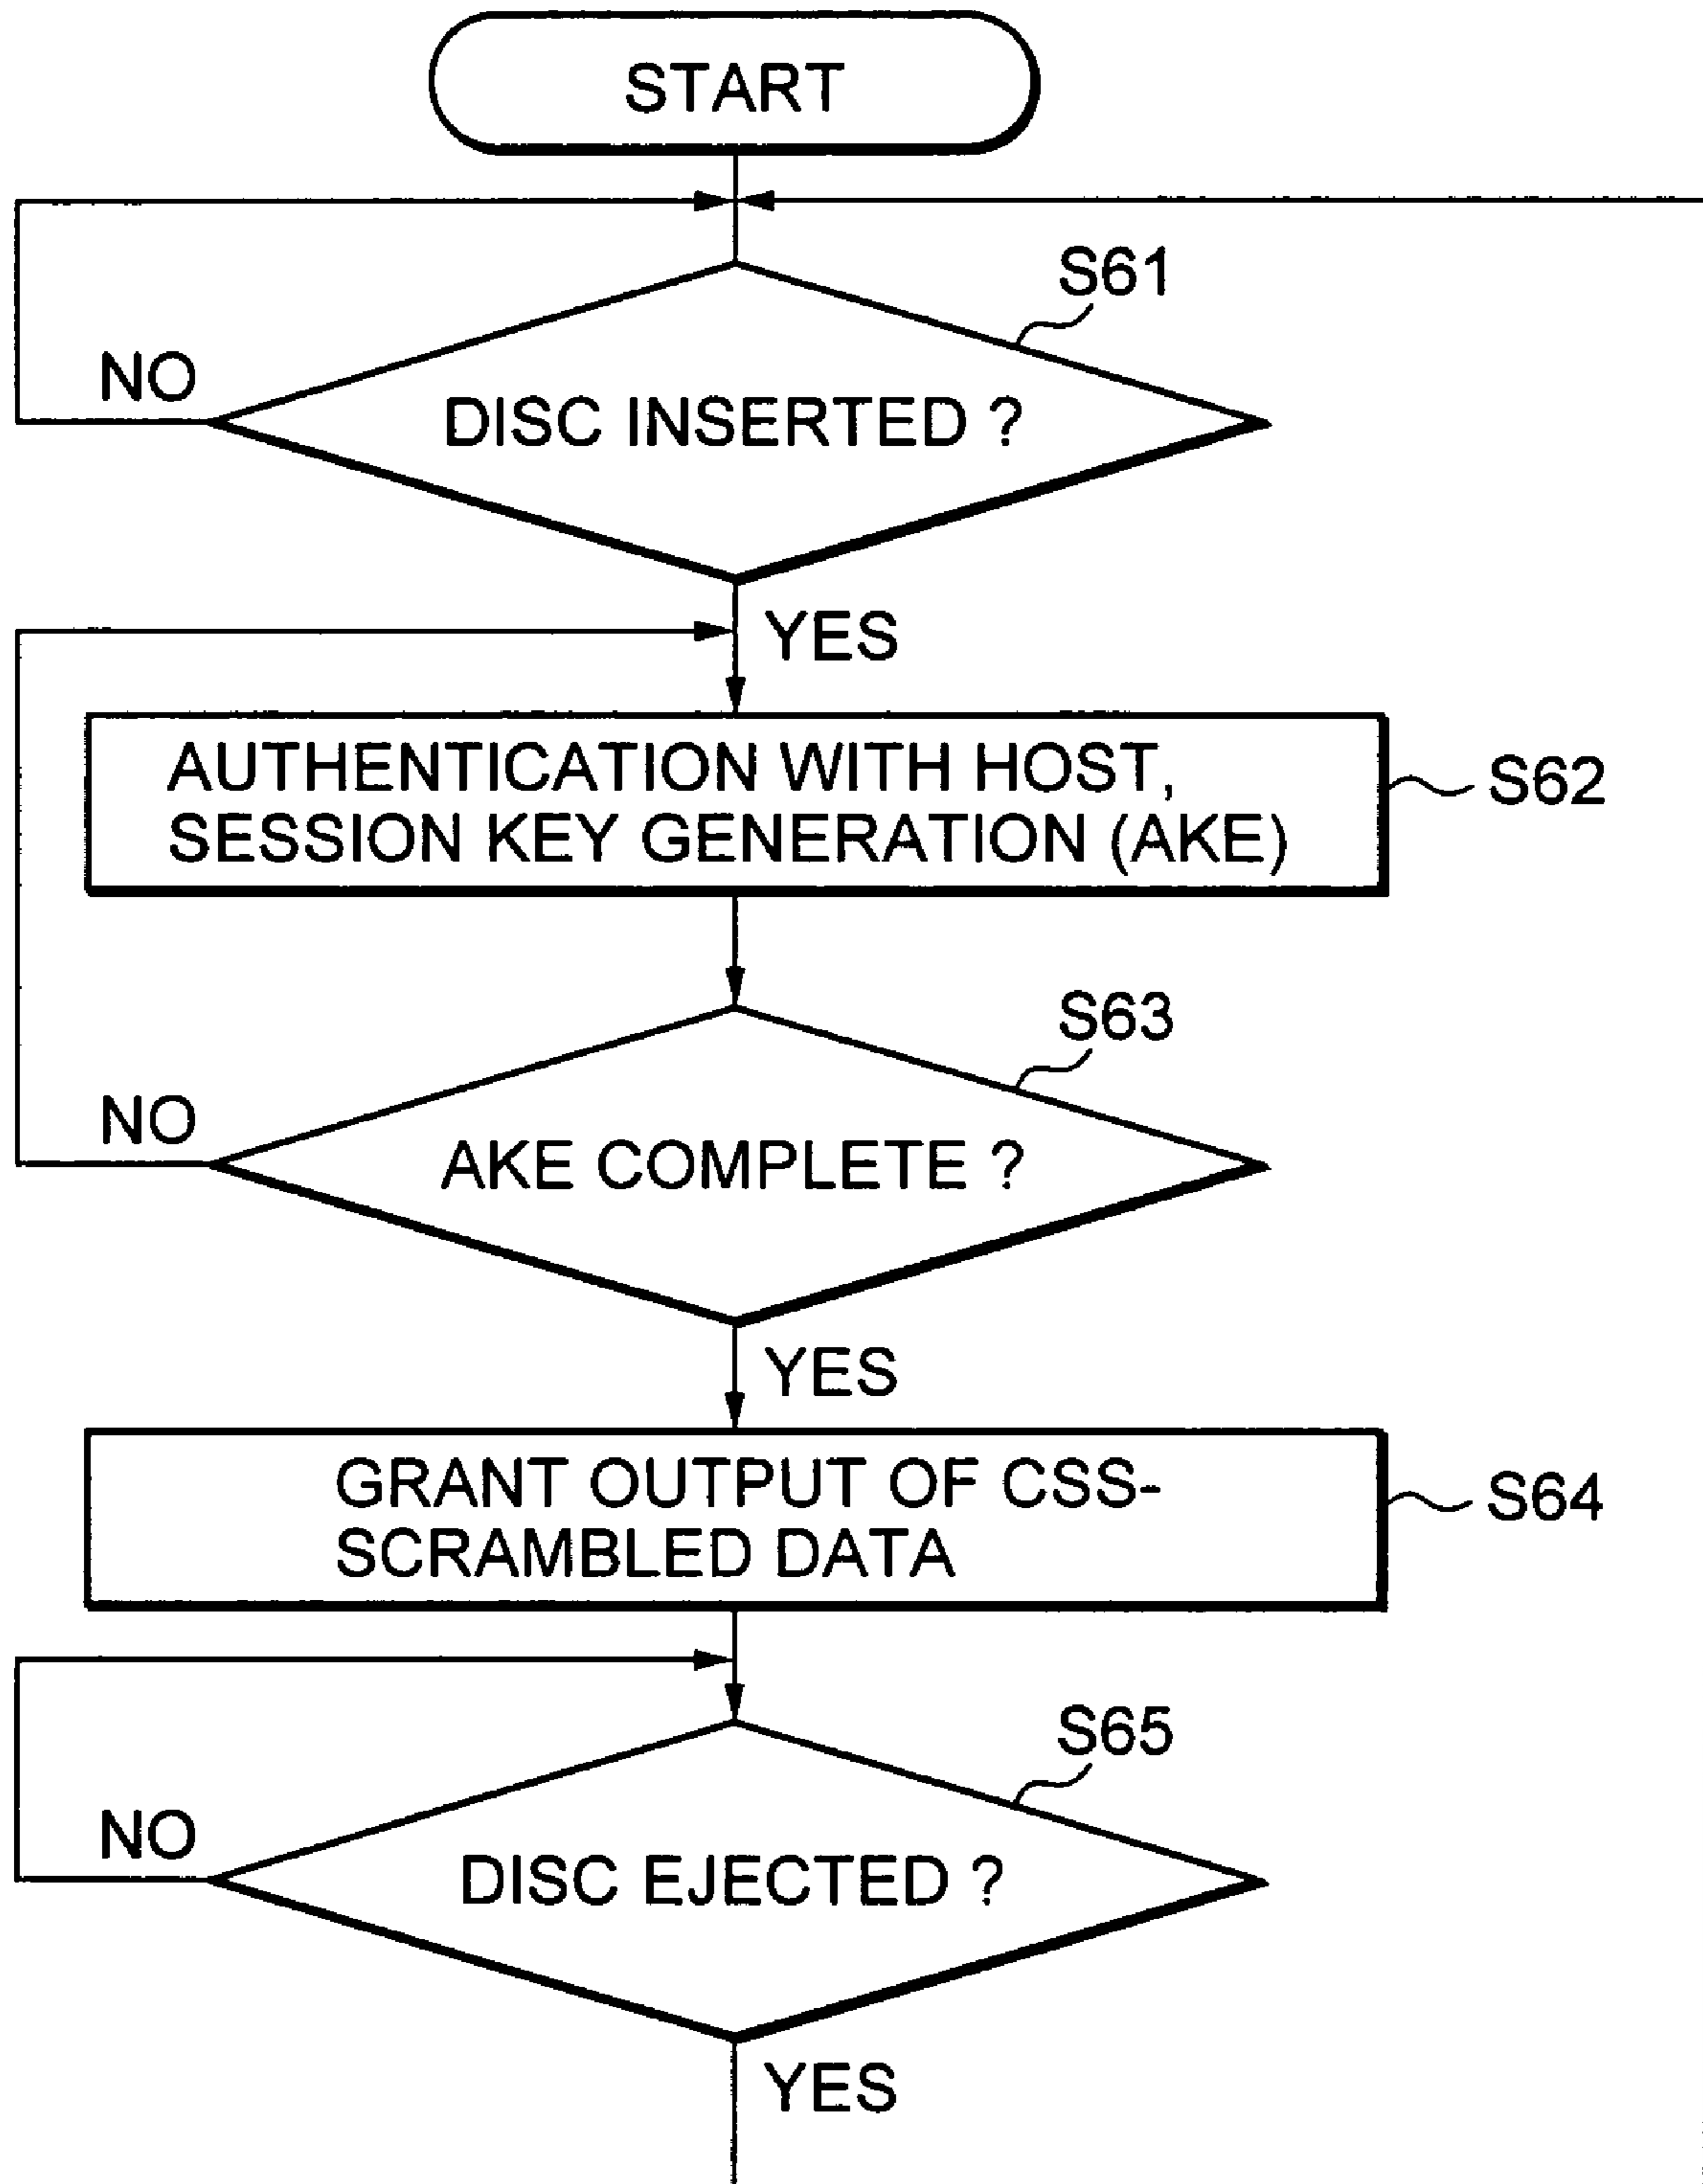 START
S61
NO
DISC INSERTED ?
YES
AUTHENTICATION WITH HOST,
SESSION KEY GENERATION (AKE)
S62
S63
NO
AKE COMPLETE ?
YES
GRANT OUTPUT OF CSS-
SCRAMBLED DATA
S64
S65
NO
DISC EJECTED ?
YES